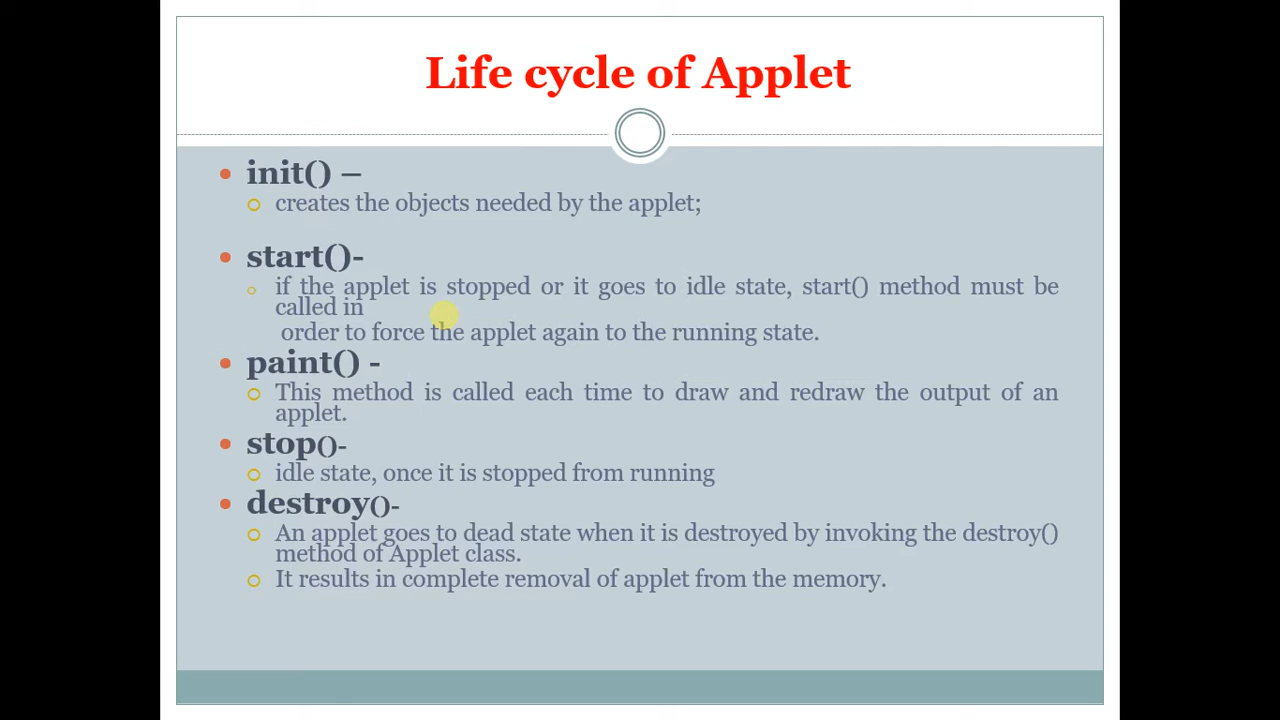 Life cycle of Applet
init() –
creates the objects needed by the applet;
start()-
if the applet is stopped or it goes to idle state, start() method must be
called in
order to force the applet again to the running state.
paint() -
This method is called each time to draw and redraw the output of an
applet.
stop()-
idle state, once it is stopped from running
destroy()-
An applet goes to dead state when it is destroyed by invoking the destroy()
method of Applet class.
It results in complete removal of applet from the memory.